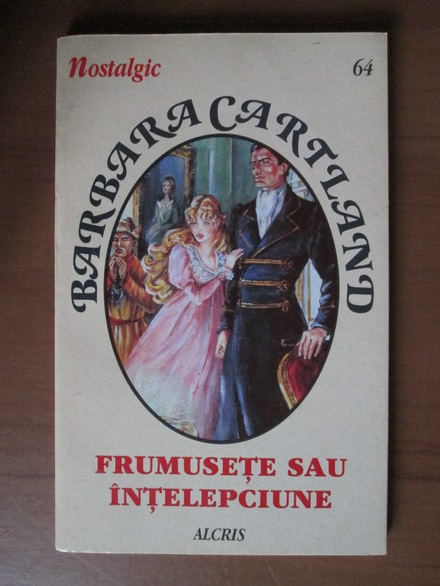 Nostalgic
64
BARBARA CARTLAND
FRUMUSEȚE SAU
ÎNȚELEPCIUNE
ALCRIS